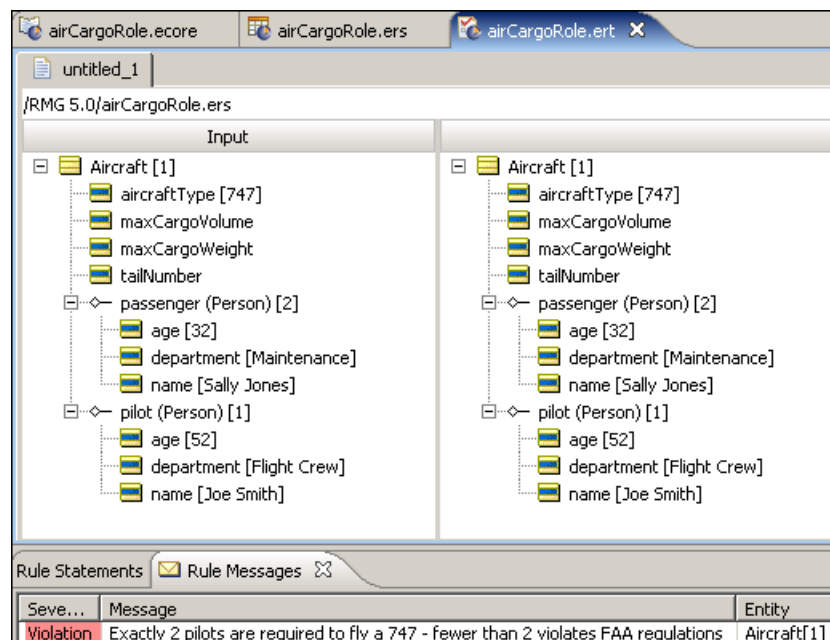 airCargoRole.ecore airCargoRole.ers airCargoRole.ert
untitled_1
/RMG 5.0/airCargoRole.ers
Input
Aircraft [1]
aircraftType [747]
maxCargoVolume
maxCargoWeight
tailNumber
passenger (Person) [2]
age [32]
department [Maintenance]
name [Sally Jones]
pilot (Person) [1]
age [52]
department [Flight Crew]
name [Joe Smith]
Aircraft [1]
aircraftType [747]
maxCargoVolume
maxCargoWeight
tailNumber
passenger (Person) [2]
age [32]
department [Maintenance]
name [Sally Jones]
pilot (Person) [1]
age [52]
department [Flight Crew]
name [Joe Smith]
Rule Statements Rule Messages
Seve... Message Entity
Violation Exactly 2 pilots are required to fly a 747 - fewer than 2 violates FAA regulations Aircraft[1]